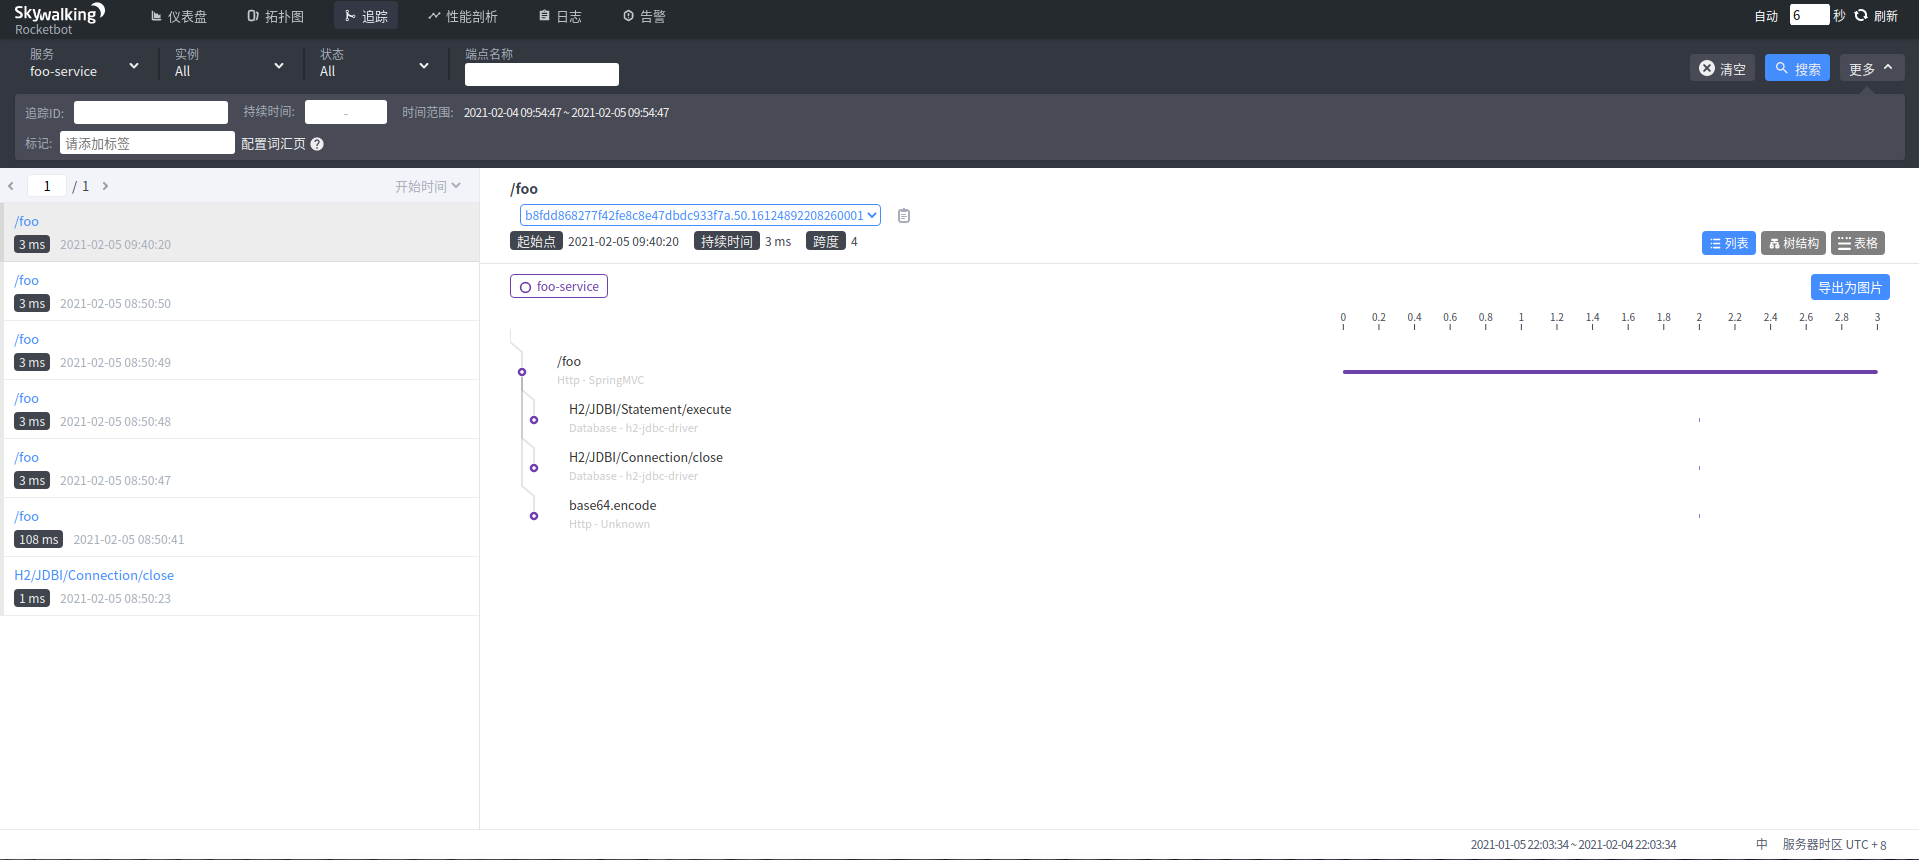 Skywalking
Rocketbot
仪表盘 拓扑图 追踪 性能剖析 日志 告警
自动 6 秒 刷新
服务 实例 状态 端点名称
foo-service All All
清空 搜索 更多
追踪ID: 持续时间: - 时间范围: 2021-02-04 09:54:47 ~ 2021-02-05 09:54:47
标记: 请添加标签 配置词汇页 ?
1 / 1 开始时间
/foo
3 ms 2021-02-05 09:40:20
/foo
3 ms 2021-02-05 08:50:50
/foo
3 ms 2021-02-05 08:50:49
/foo
3 ms 2021-02-05 08:50:48
/foo
3 ms 2021-02-05 08:50:47
/foo
108 ms 2021-02-05 08:50:41
H2/JDBI/Connection/close
1 ms 2021-02-05 08:50:23
/foo
b8fdd868277f42fe8c8e47dbdc933f7a.50.16124892208260001
起始点 2021-02-05 09:40:20 持续时间 3 ms 跨度 4
列表 树结构 表格
foo-service
导出为图片
0 0.2 0.4 0.6 0.8 1 1.2 1.4 1.6 1.8 2 2.2 2.4 2.6 2.8 3
/foo
Http - SpringMVC
H2/JDBI/Statement/execute
Database - h2-jdbc-driver
H2/JDBI/Connection/close
Database - h2-jdbc-driver
base64.encode
Http - Unknown
2021-01-05 22:03:34 ~ 2021-02-04 22:03:34 中 服务器时区 UTC + 8